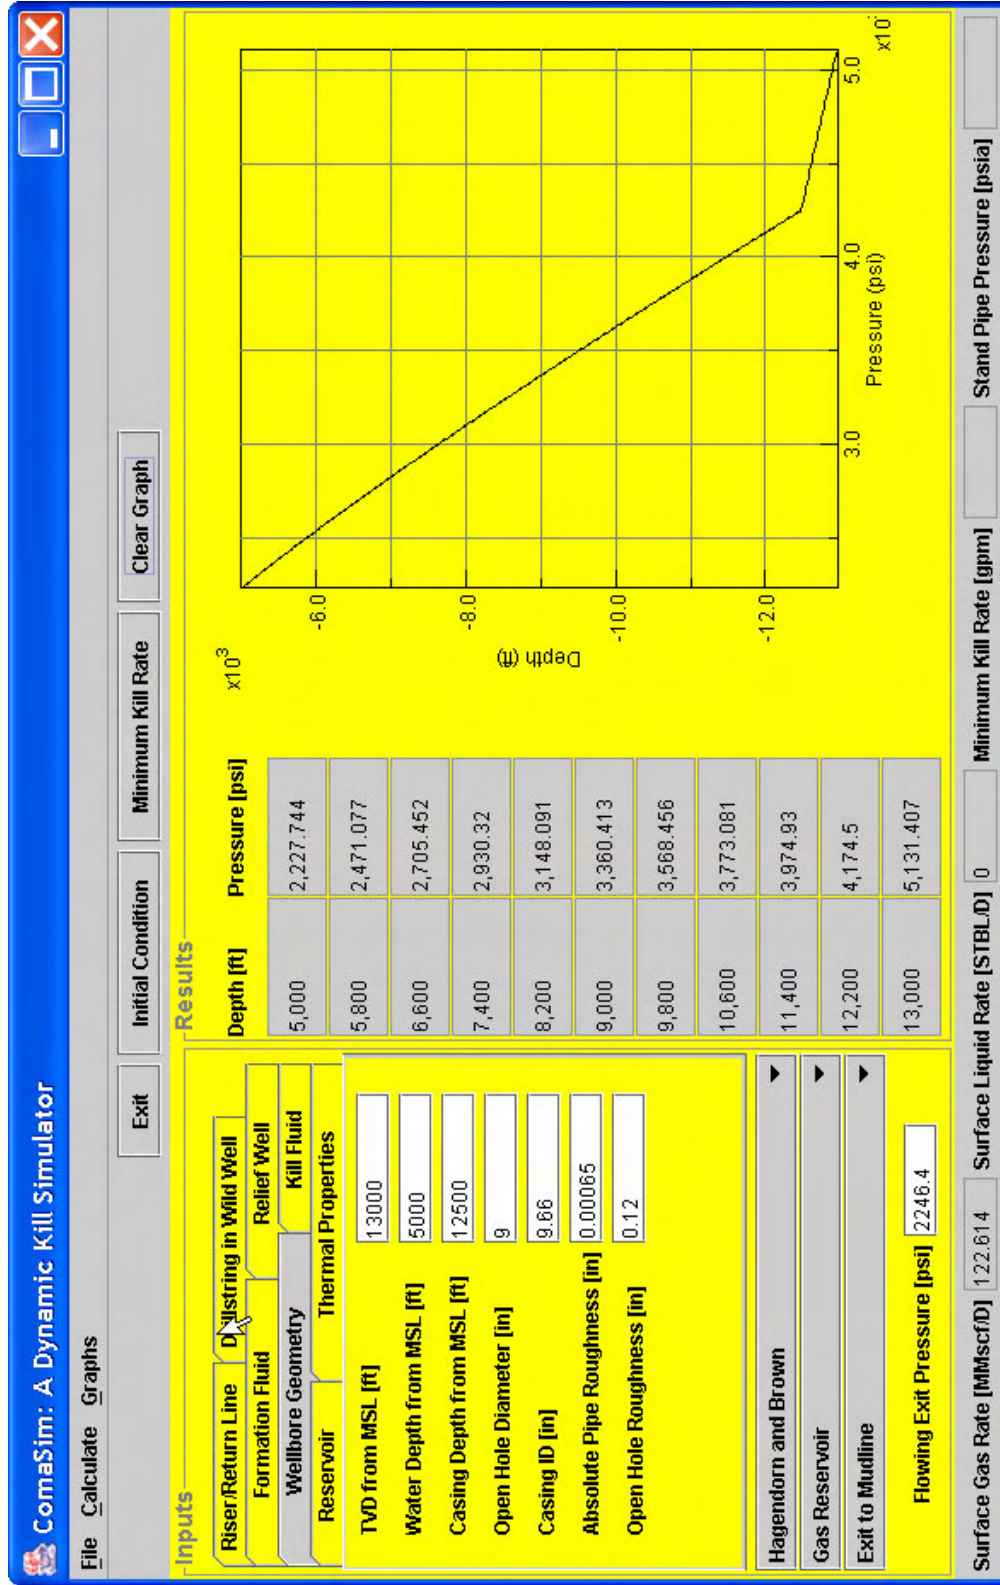 ComaSim: A Dynamic Kill Simulator
File Calculate Graphs
Exit Initial Condition Minimum Kill Rate Clear Graph
Inputs
Riser/Return Line Drillstring in Wild Well
Formation Fluid Relief Well
Wellbore Geometry Kill Fluid
Reservoir Thermal Properties
TVD from MSL [ft] 13000
Water Depth from MSL [ft] 5000
Casing Depth from MSL [ft] 12500
Open Hole Diameter [in] 9
Casing ID [in] 9.66
Absolute Pipe Roughness [in] 0.00065
Open Hole Roughness [in] 0.12
Hagendorn and Brown
Gas Reservoir
Exit to Mudline
Flowing Exit Pressure [psi] 2246.4
Results
Depth [ft] Pressure [psi]
5,000 2,227.744
5,800 2,471.077
6,600 2,705.452
7,400 2,930.32
8,200 3,148.091
9,000 3,360.413
9,800 3,568.456
10,600 3,773.081
11,400 3,974.93
12,200 4,174.5
13,000 5,131.407
x10³
-6.0
-8.0
-10.0
-12.0
Depth (ft)
3.0 4.0 5.0
Pressure (psi)
x10
Surface Gas Rate [MMscf/D] 122.614 Surface Liquid Rate [STBL/D] 0 Minimum Kill Rate [gpm] Stand Pipe Pressure [psia]